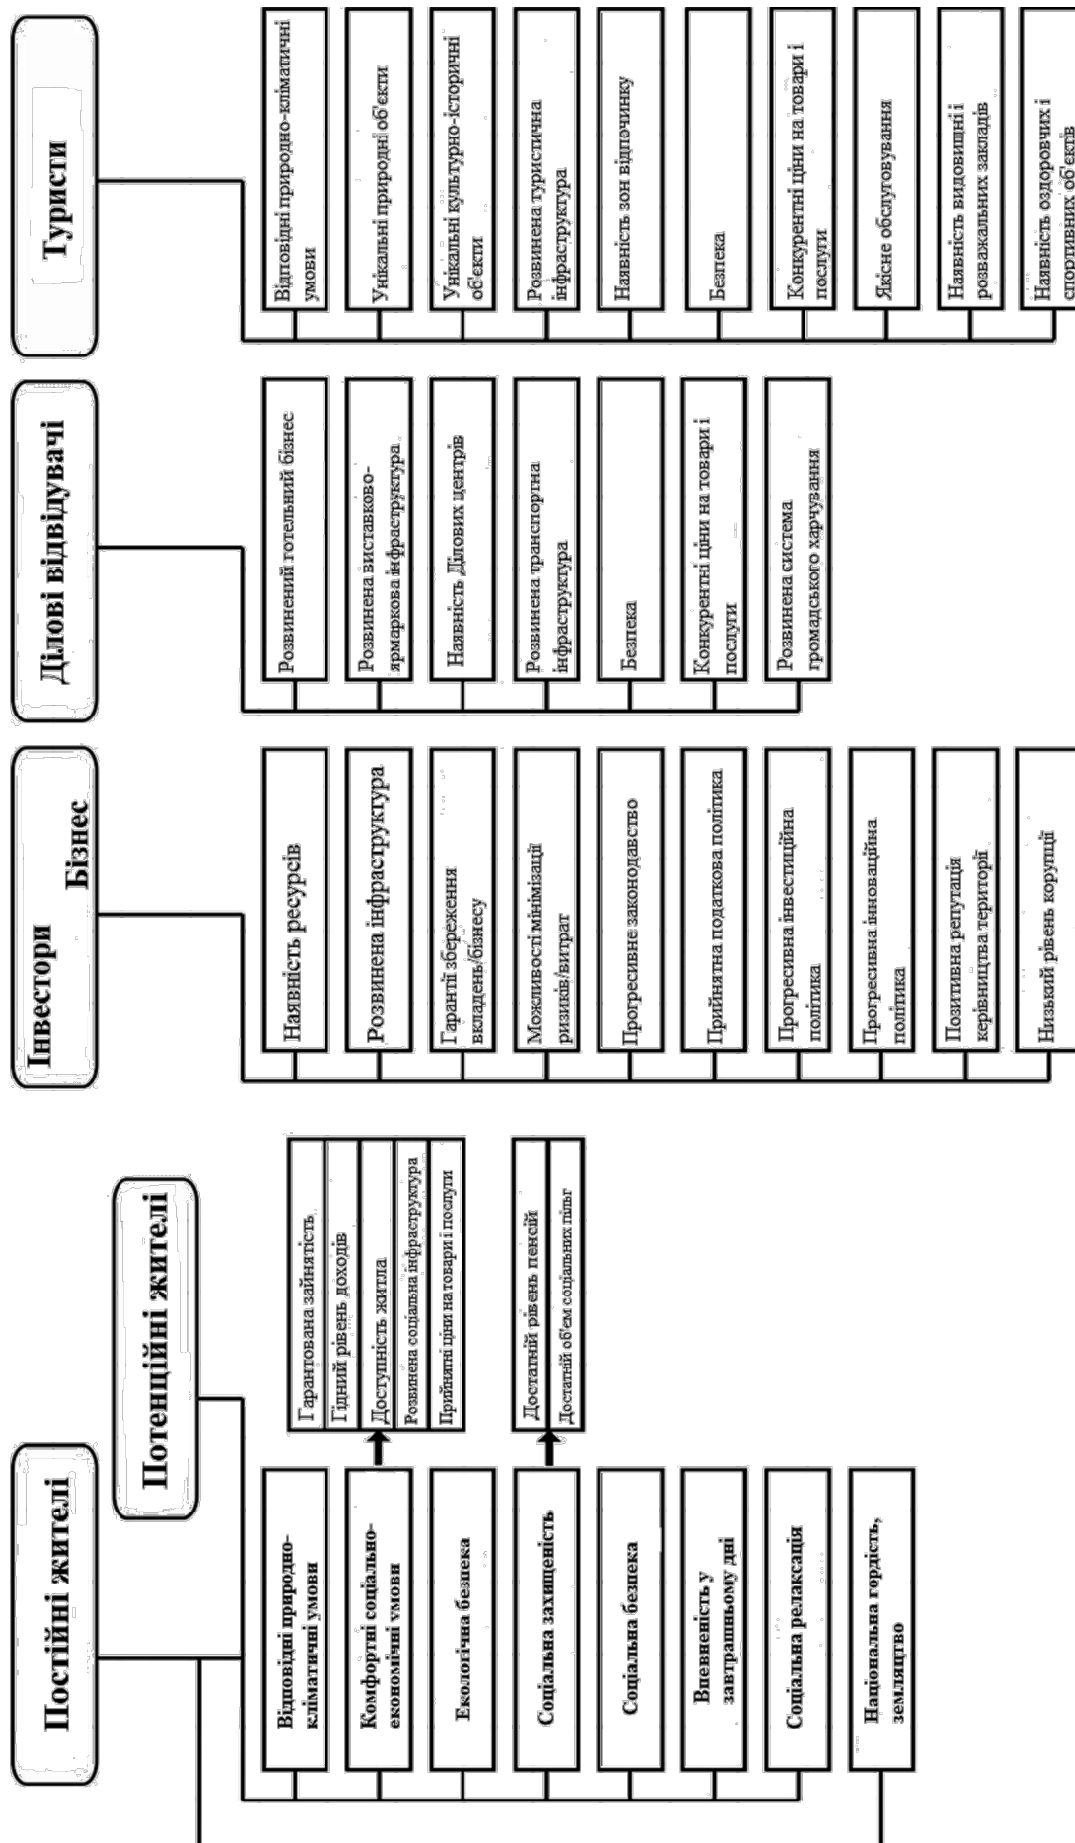 Постійні жителі
Потенційні жителі
Відповідні природно-
кліматичні умови
Комфортні соціально-
економічні умови
Екологічна безпека
Соціальна захищеність
Соціальна безпека
Впевненість у
завтрашньому дні
Соціальна релаксація
Національна гордість,
земляцтво
Гарантована зайнятість
Гідний рівень доходів
Доступність житла
Розвинена соціальна інфраструктура
Прийнятні ціни на товари і послуги
Достатній рівень пенсій
Достатній об'єм соціальних пільг
Інвестори
Бізнес
Наявність ресурсів
Розвинена інфраструктура
Гарантії збереження
вкладень/бізнесу
Можливості мінімізації
ризиків/витрат
Прогресивне законодавство
Прийнятна податкова політика
Прогресивна інвестиційна
політика
Прогресивна інноваційна
політика
Позитивна репутація
керівництва території
Низький рівень корупції
Ділові відвідувачі
Розвинений готельний бізнес
Розвинена виставково-
ярмаркова інфраструктура
Наявність Ділових центрів
Розвинена транспортна
інфраструктура
Безпека
Конкурентні ціни на товари і
послуги
Розвинена система
громадського харчування
Туристи
Відповідні природно-кліматичні
умови
Унікальні природні об'єкти
Унікальні культурно-історичні
об'єкти
Розвинена туристична
інфраструктура
Наявність зон відпочинку
Безпека
Конкурентні ціни на товари і
послуги
Якісне обслуговування
Наявність видовищні і
розважальних закладів
Наявність оздоровчих і
спортивних об'єктів